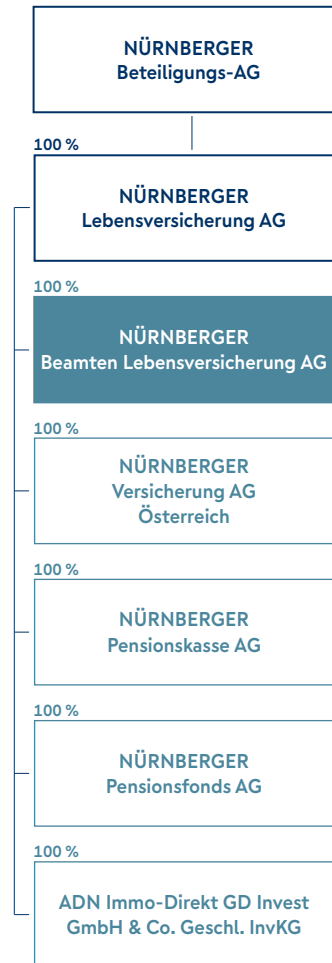 NÜRNBERGER
Beteiligungs-AG
100 %
NÜRNBERGER
Lebensversicherung AG
100 %
NÜRNBERGER
Beamten Lebensversicherung AG
100 %
NÜRNBERGER
Versicherung AG
Österreich
100 %
NÜRNBERGER
Pensionskasse AG
100 %
NÜRNBERGER
Pensionsfonds AG
100 %
ADN Immo-Direkt GD Invest
GmbH & Co. Geschl. InvKG